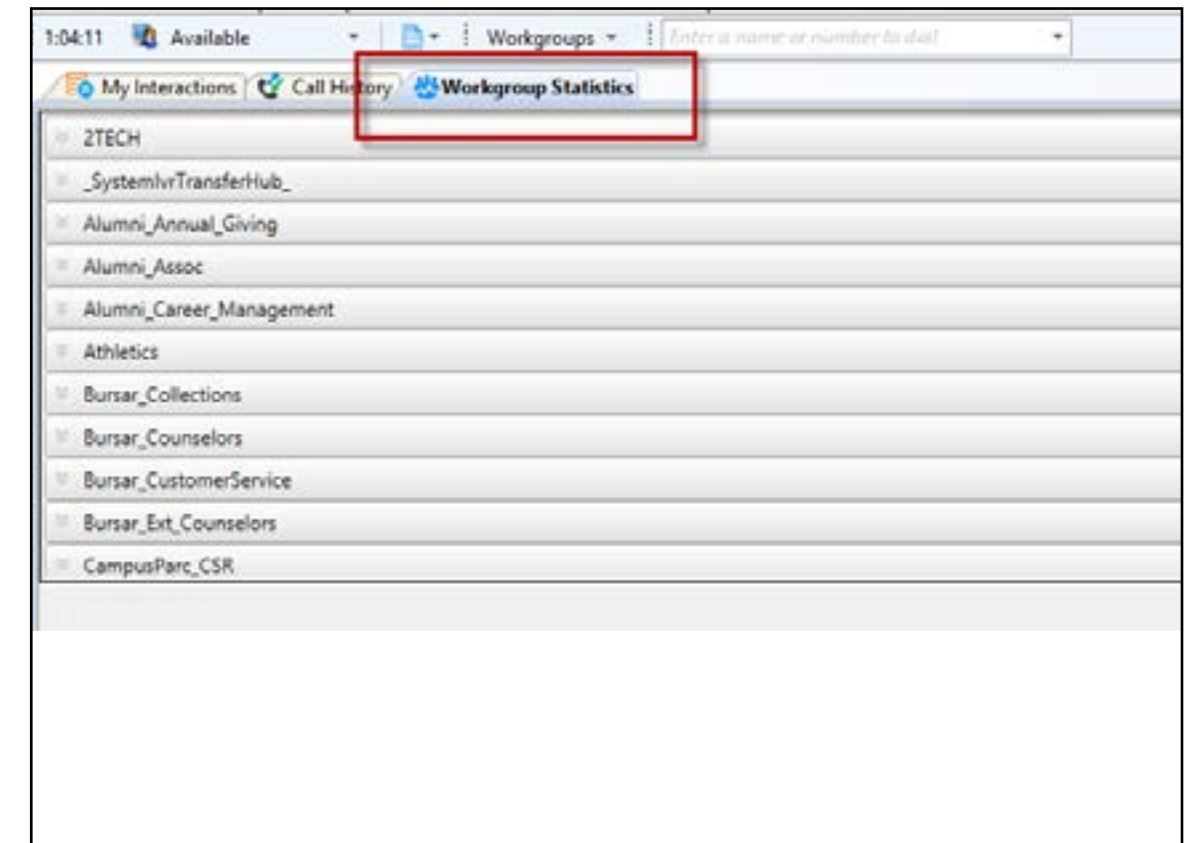 1:04:11 Available Workgroups Enter a name or number to dial
My Interactions Call History Workgroup Statistics
2TECH
_SystemIvrTransferHub_
Alumni_Annual_Giving
Alumni_Assoc
Alumni_Career_Management
Athletics
Bursar_Collections
Bursar_Counselors
Bursar_CustomerService
Bursar_Ext_Counselors
CampusParc_CSR